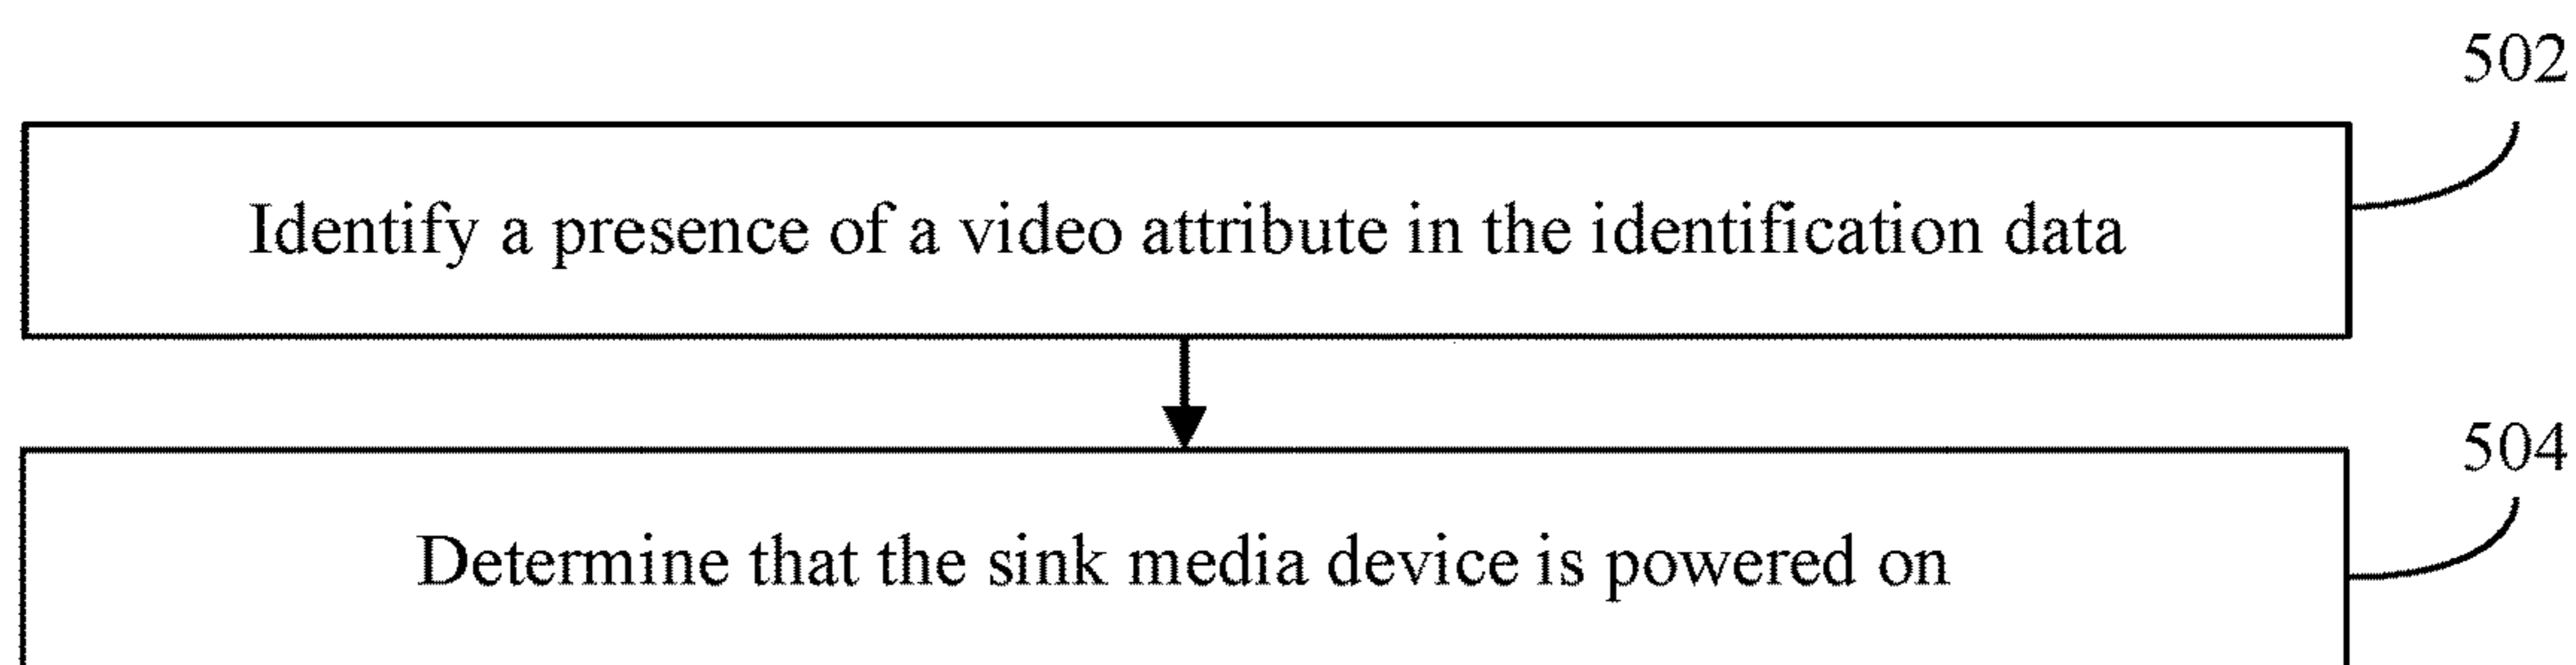 502
Identify a presence of a video attribute in the identification data
504
Determine that the sink media device is powered on